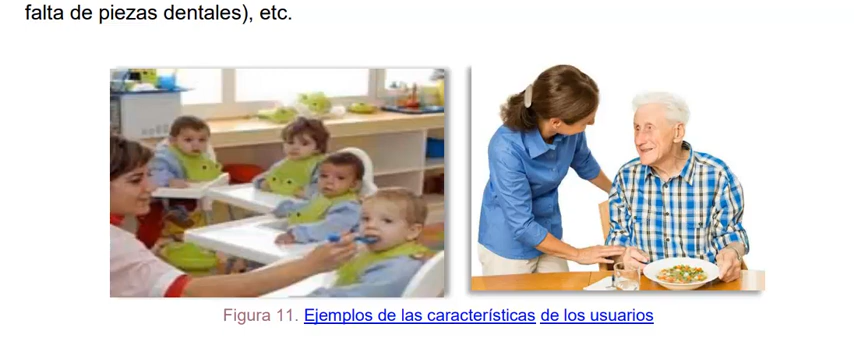 falta de piezas dentales), etc.
Figura 11. Ejemplos de las características de los usuarios